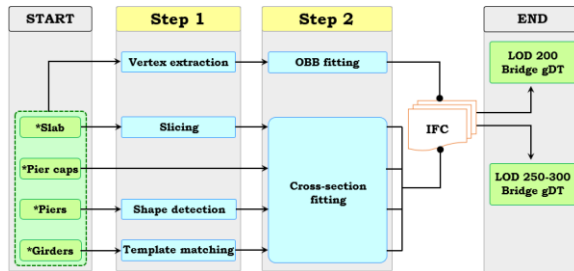 START
Step 1
Step 2
END
Vertex extraction
OBB fitting
LOD 200
Bridge gDT
*Slab
Slicing
IFC
*Pier caps
Cross-section
fitting
LOD 250-300
Bridge gDT
*Piers
Shape detection
*Girders
Template matching